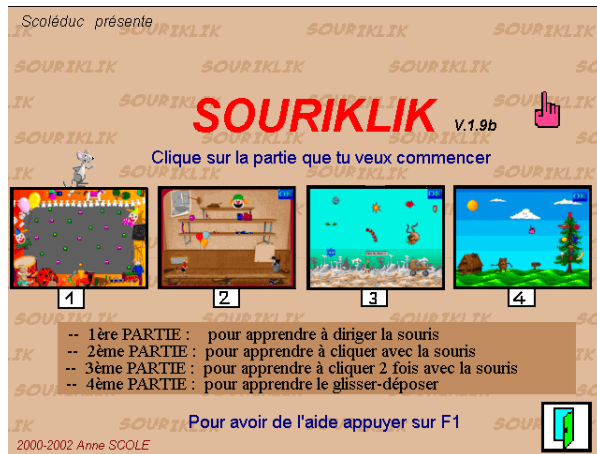 Scoléduc présente
SOURIKLIK V.1.9b
Clique sur la partie que tu veux commencer
OK
OK
OK
1
2
3
4
-- 1ère PARTIE : pour apprendre à diriger la souris
-- 2ème PARTIE : pour apprendre à cliquer avec la souris
-- 3ème PARTIE : pour apprendre à cliquer 2 fois avec la souris
-- 4ème PARTIE : pour apprendre le glisser-déposer
Pour avoir de l'aide appuyer sur F1
2000-2002 Anne SCOLE